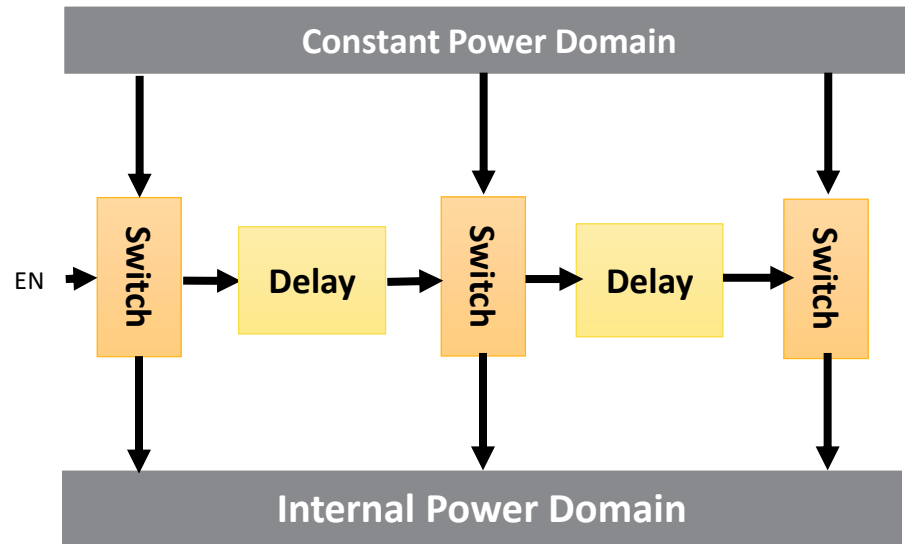 Constant Power Domain
EN
Switch
Delay
Switch
Delay
Switch
Internal Power Domain